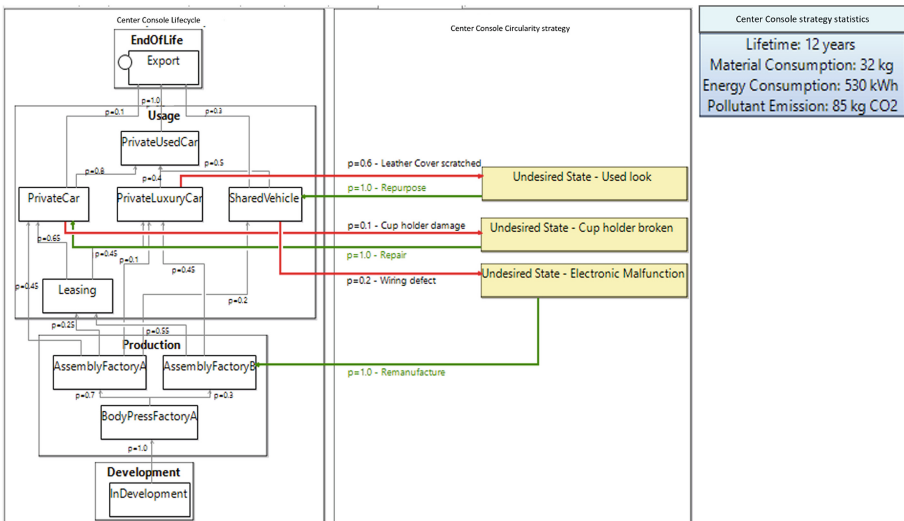 Center Console Lifecycle
Center Console Circularity strategy
Center Console strategy statistics
Lifetime: 12 years
Material Consumption: 32 kg
Energy Consumption: 530 kWh
Pollutant Emission: 85 kg CO2
EndOfLife
Export
p=1.0
p=0.1
p=0.3
Usage
PrivateUsedCar
p=0.8
p=0.4
p=0.5
PrivateCar
PrivateLuxuryCar
SharedVehicle
p=0.6 - Leather Cover scratched
Undesired State - Used look
p=1.0 - Repurpose
p=0.1 - Cup holder damage
Undesired State - Cup holder broken
p=1.0 - Repair
Undesired State - Electronic Malfunction
p=0.2 - Wiring defect
p=0.65
p=0.45
p=0.1
p=0.45
p=0.45
Leasing
p=0.2
p=0.25
p=0.55
Production
AssemblyFactoryA
AssemblyFactoryB
p=1.0 - Remanufacture
p=0.7
p=0.3
BodyPressFactoryA
p=1.0
Development
InDevelopment